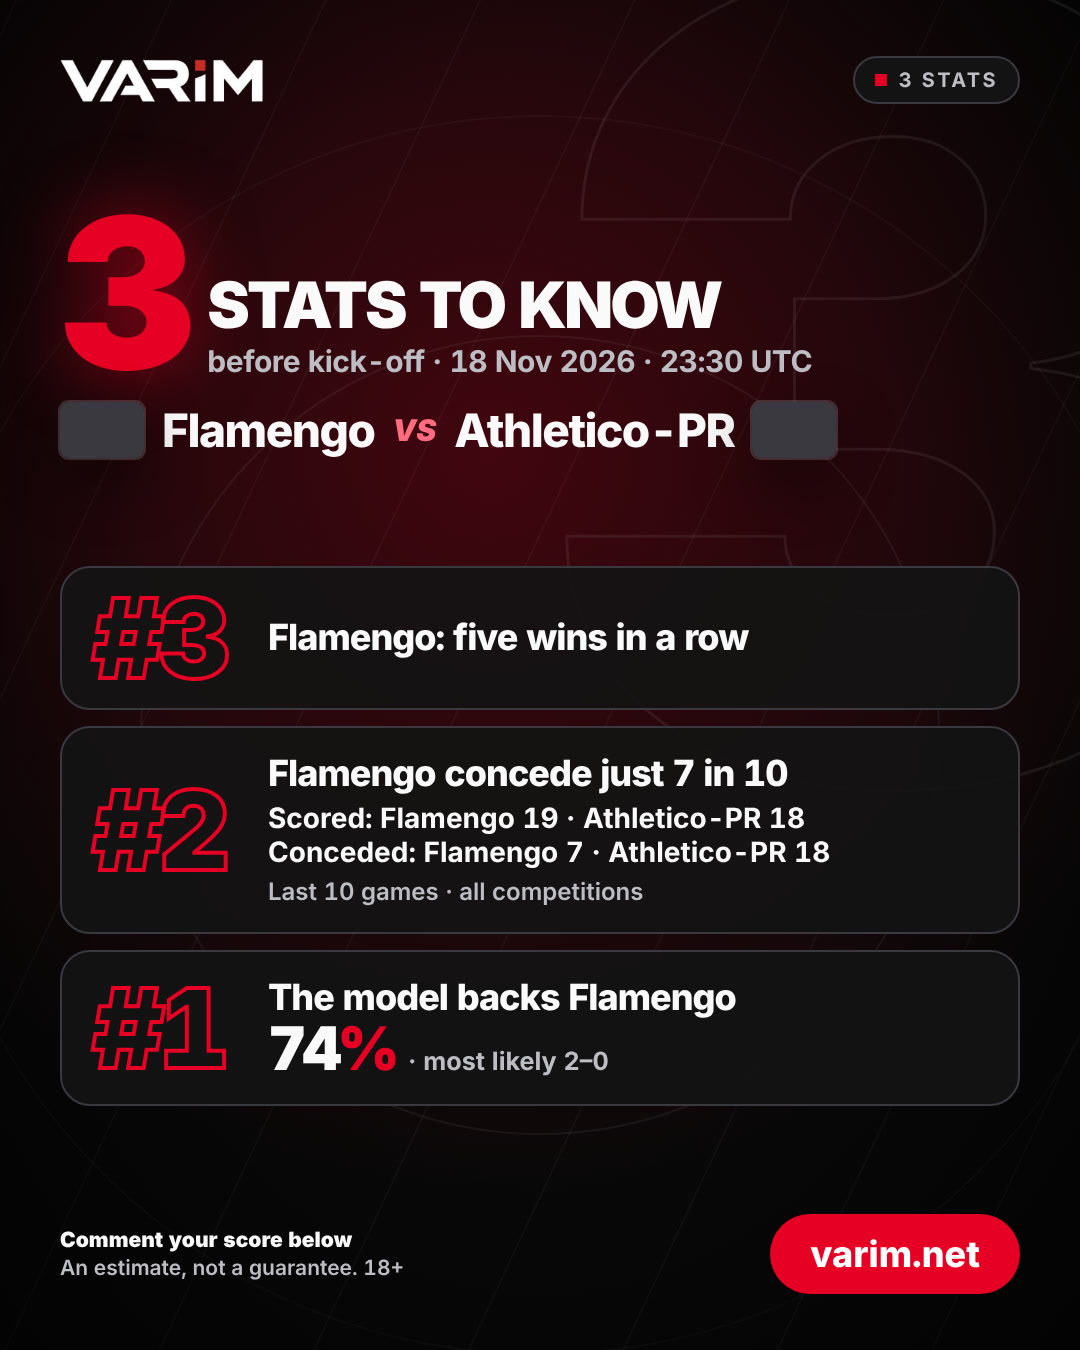 VARiM
3 STATS
3
STATS TO KNOW
before kick-off · 18 Nov 2026 · 23:30 UTC
Flamengo vs Athletico-PR
#3
Flamengo: five wins in a row
#2
Flamengo concede just 7 in 10
Scored: Flamengo 19 · Athletico-PR 18
Conceded: Flamengo 7 · Athletico-PR 18
Last 10 games · all competitions
#1
The model backs Flamengo
74% · most likely 2–0
Comment your score below
An estimate, not a guarantee. 18+
varim.net